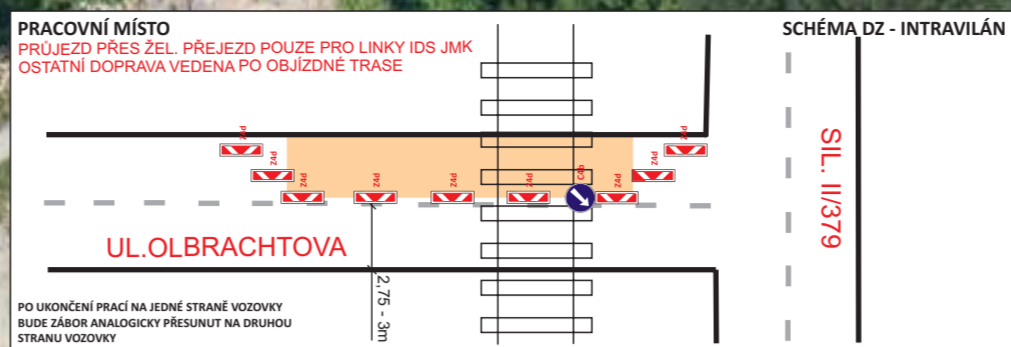 PRACOVNÍ MÍSTO
PRŮJEZD PŘES ŽEL. PŘEJEZD POUZE PRO LINKY IDS JMK
OSTATNÍ DOPRAVA VEDENA PO OBJÍZDNÉ TRASE
SCHÉMA DZ - INTRAVILÁN
Z4d
Z4d
Z4d
Z4d
Z4d
Z4d
C4b
Z4d
Z4d
Z4d
SIL. II/379
UL.OLBRACHTOVA
2,75 - 3m
PO UKONČENÍ PRACÍ NA JEDNÉ STRANĚ VOZOVKY
BUDE ZÁBOR ANALOGICKY PŘESUNUT NA DRUHOU
STRANU VOZOVKY